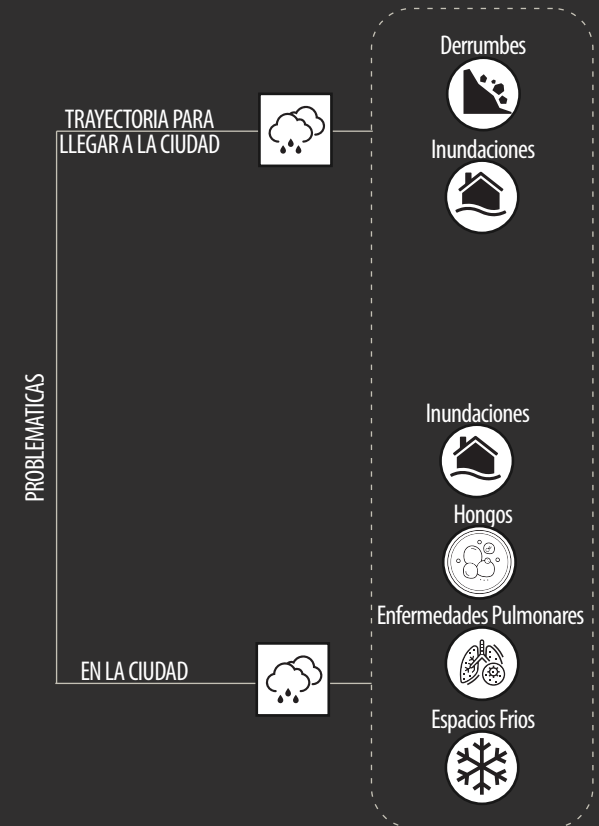 PROBLEMATICAS
TRAYECTORIA PARA
LLEGAR A LA CIUDAD
Derrumbes
Inundaciones
EN LA CIUDAD
Inundaciones
Hongos
Enfermedades Pulmonares
Espacios Frios